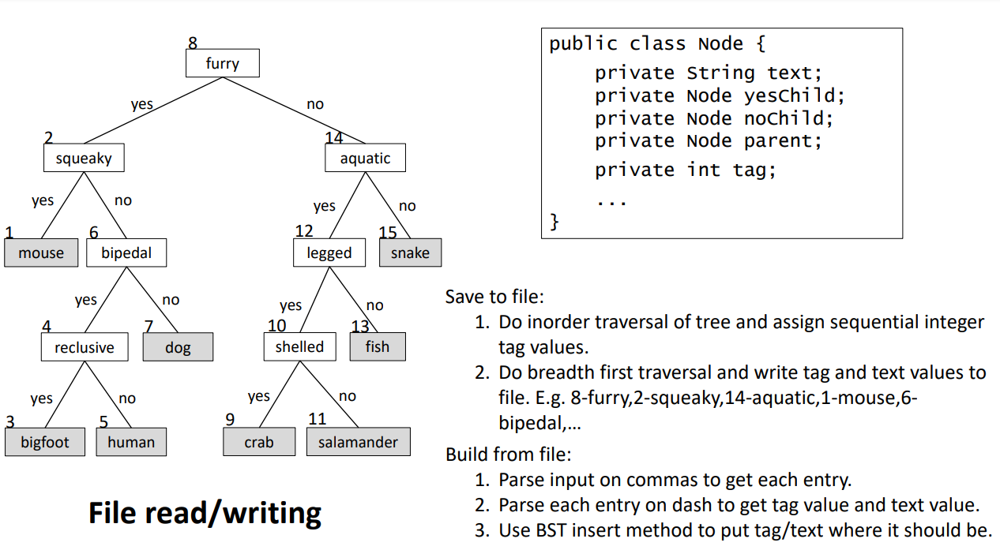 8
furry
yes
no
2
squeaky
14
aquatic
yes
no
yes
no
1
mouse
6
bipedal
12
legged
15
snake
yes
no
yes
no
4
reclusive
7
dog
10
shelled
13
fish
yes
no
yes
no
3
bigfoot
5
human
9
crab
11
salamander
File read/writing
public class Node {
private String text;
private Node yesChild;
private Node noChild;
private Node parent;
private int tag;
...
}
Save to file:
1. Do inorder traversal of tree and assign sequential integer
tag values.
2. Do breadth first traversal and write tag and text values to
file. E.g. 8-furry,2-squeaky,14-aquatic,1-mouse,6-
bipedal,...
Build from file:
1. Parse input on commas to get each entry.
2. Parse each entry on dash to get tag value and text value.
3. Use BST insert method to put tag/text where it should be.